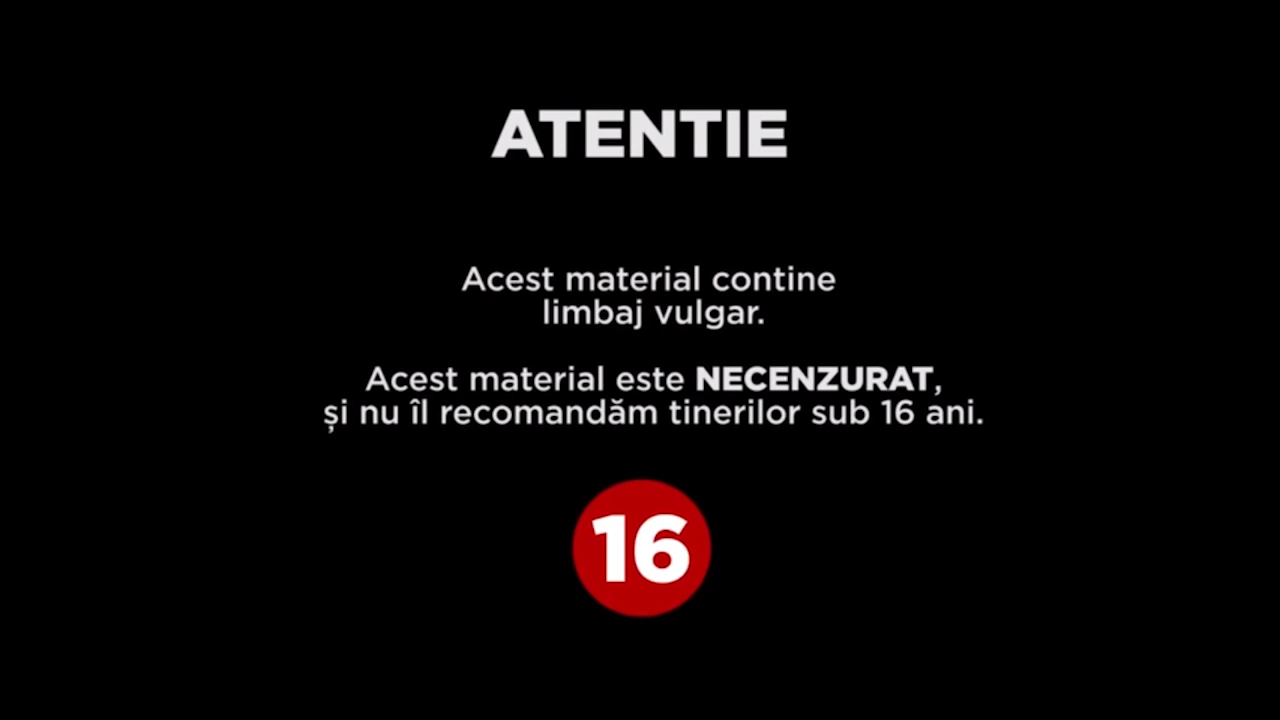 ATENTIE
Acest material contine
limbaj vulgar.
Acest material este NECENZURAT,
și nu îl recomandăm tinerilor sub 16 ani.
16